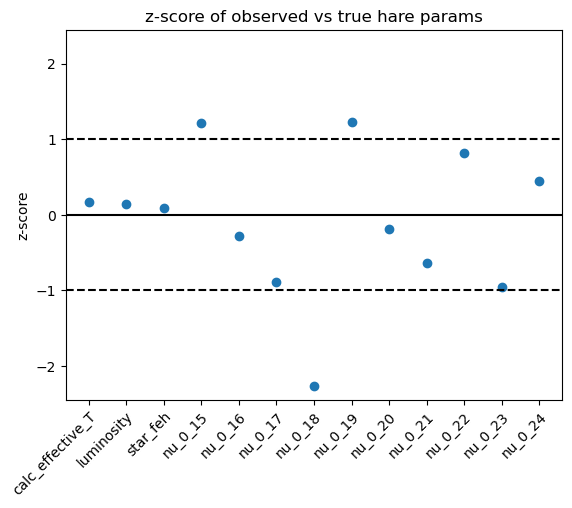 z-score of observed vs true hare params
z-score
2
1
0
−1
−2
calc_effective_T
luminosity
star_feh
nu_0_15
nu_0_16
nu_0_17
nu_0_18
nu_0_19
nu_0_20
nu_0_21
nu_0_22
nu_0_23
nu_0_24